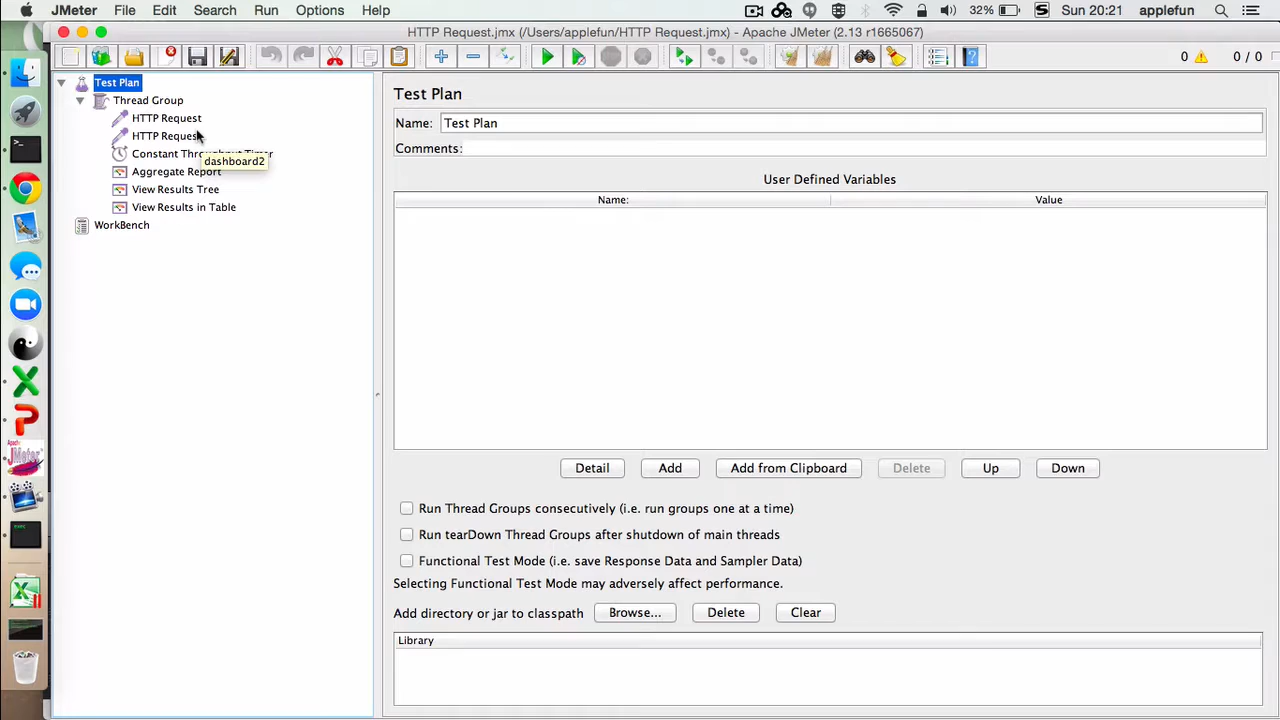 JMeter File Edit Search Run Options Help 32% Sun 20:21 applefun
HTTP Request.jmx (/Users/applefun/HTTP Request.jmx) - Apache JMeter (2.13 r1665067)
0 0 / 0
Test Plan
Thread Group
HTTP Request
HTTP Request
Constant Throughput Timer
dashboard2
Aggregate Report
View Results Tree
View Results in Table
WorkBench
Test Plan
Name: Test Plan
Comments:
User Defined Variables
Name: Value
Detail Add Add from Clipboard Delete Up Down
Run Thread Groups consecutively (i.e. run groups one at a time)
Run tearDown Thread Groups after shutdown of main threads
Functional Test Mode (i.e. save Response Data and Sampler Data)
Selecting Functional Test Mode may adversely affect performance.
Add directory or jar to classpath Browse... Delete Clear
Library